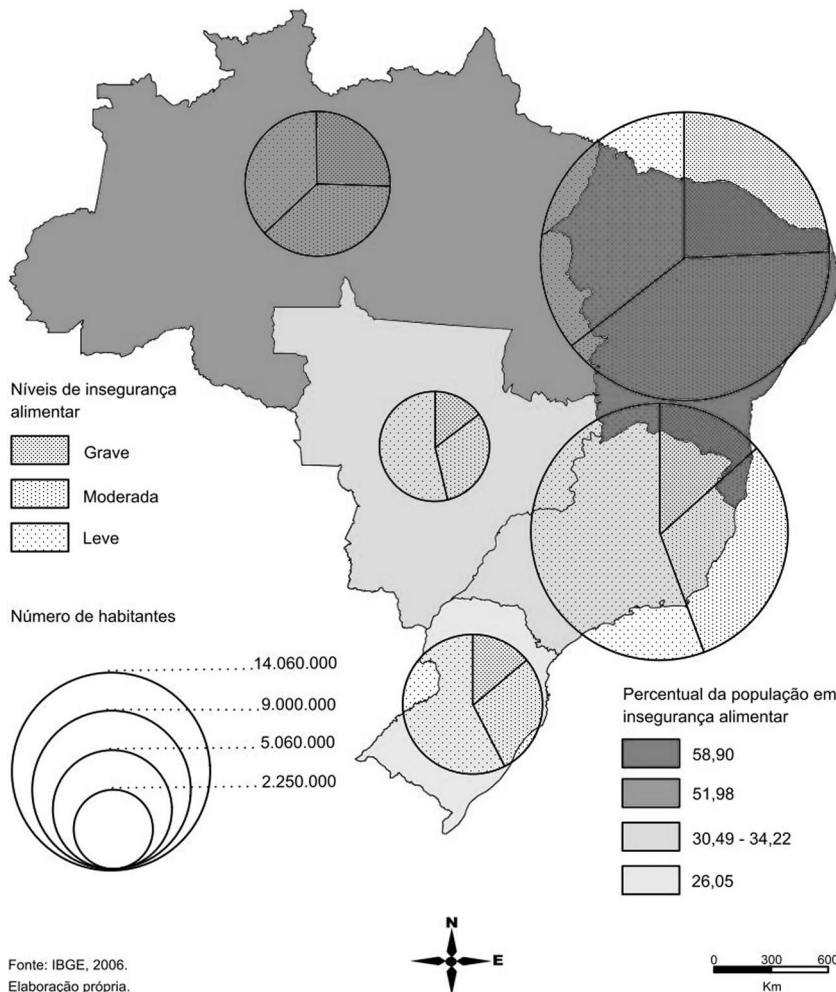 Níveis de insegurança
alimentar
Grave
Moderada
Leve
Número de habitantes
14.060.000
9.000.000
5.060.000
2.250.000
Percentual da população em
insegurança alimentar
58,90
51,98
30,49 - 34,22
26,05
Fonte: IBGE, 2006.
Elaboração própria.
N
E
0 300 600
Km